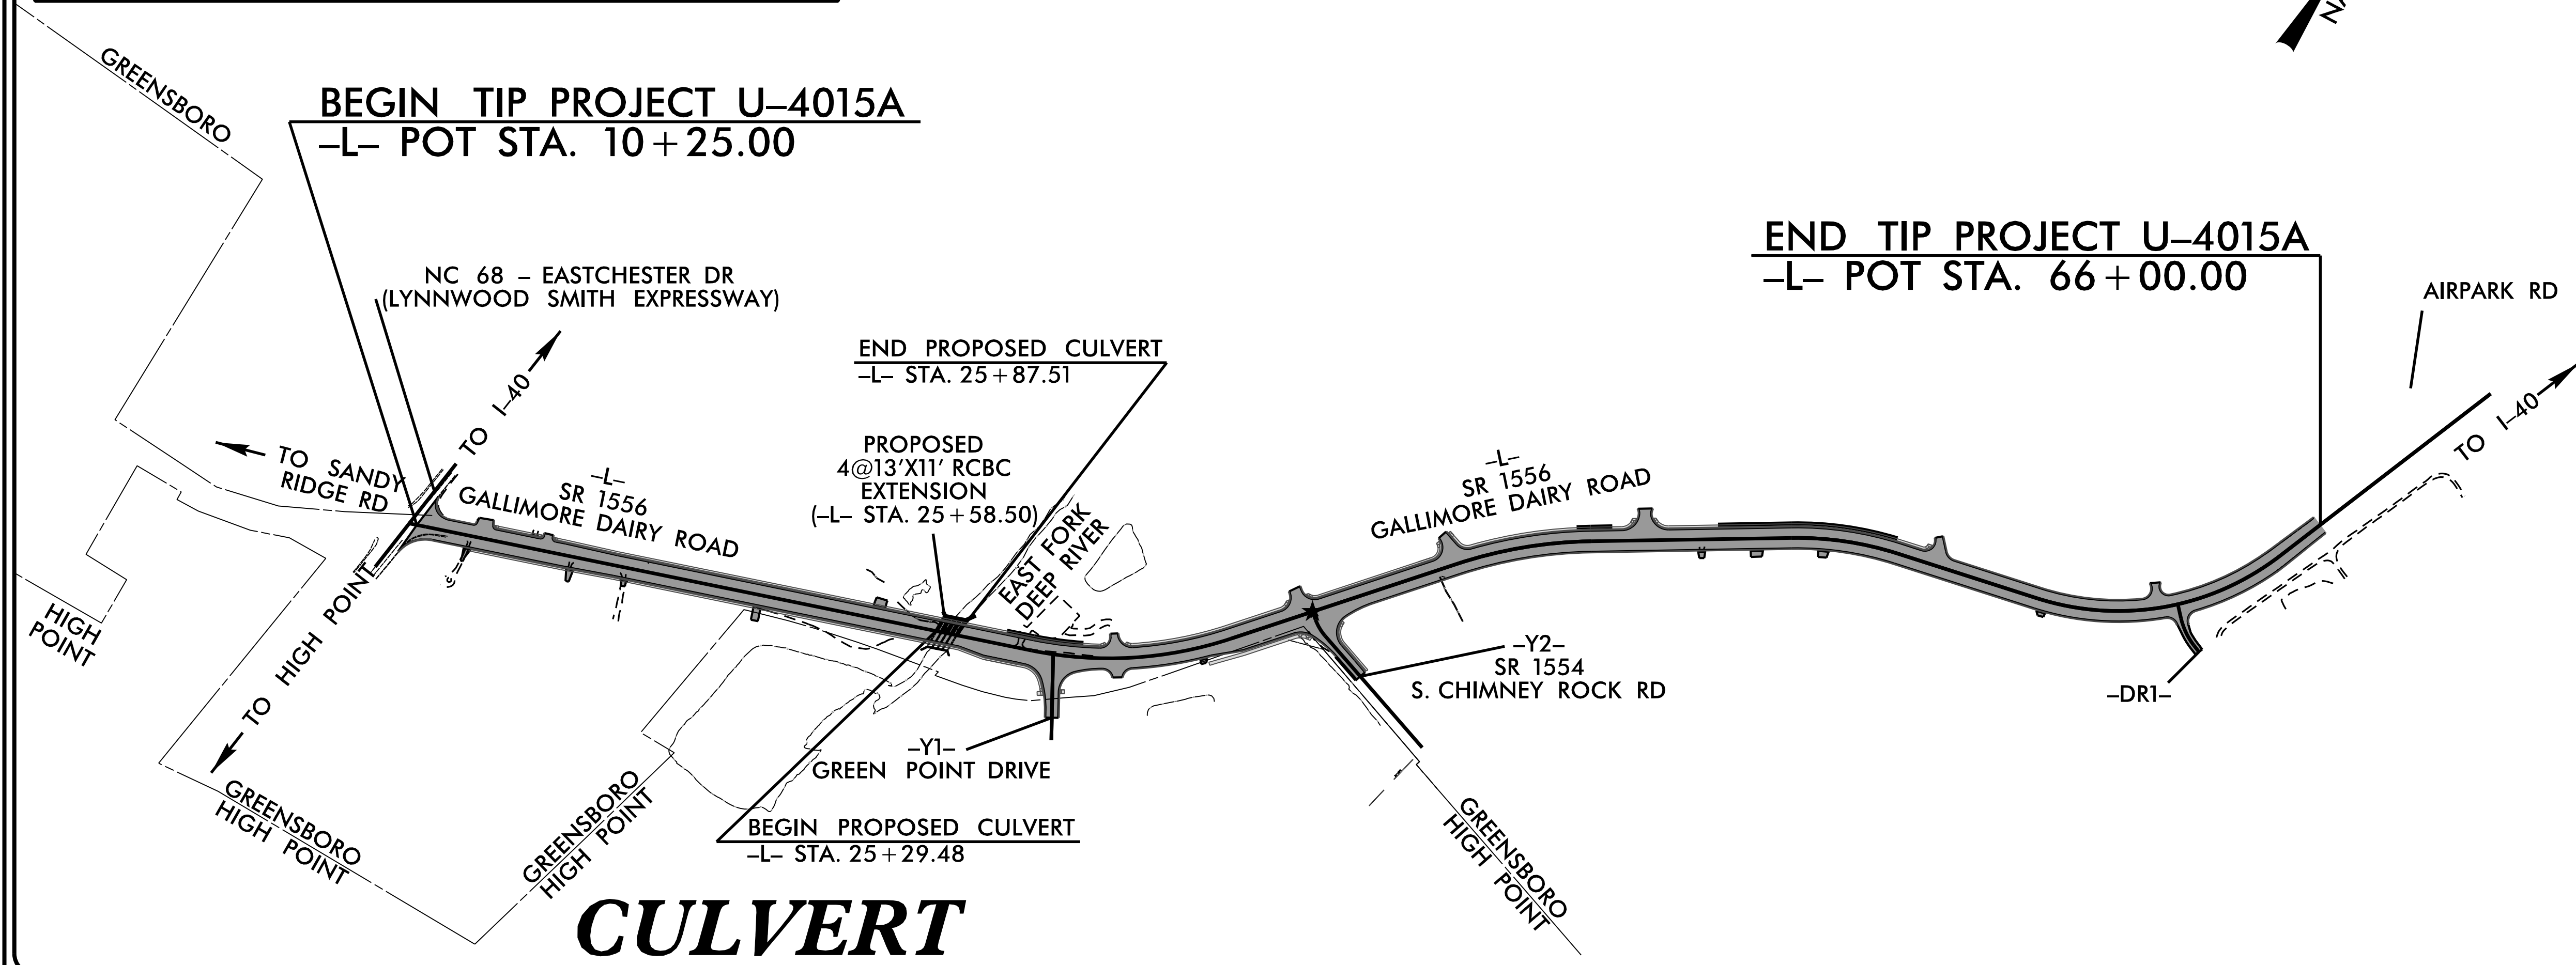 GREENSBORO
BEGIN TIP PROJECT U–4015A
–L– POT STA. 10+25.00
NC 68 – EASTCHESTER DR
(LYNNWOOD SMITH EXPRESSWAY)
TO I–40
TO SANDY
RIDGE RD
–L–
SR 1556
GALLIMORE DAIRY ROAD
END PROPOSED CULVERT
–L– STA. 25+87.51
PROPOSED
4@13'X11' RCBC
EXTENSION
(–L– STA. 25+58.50)
EAST FORK
DEEP RIVER
–L–
SR 1556
GALLIMORE DAIRY ROAD
END TIP PROJECT U–4015A
–L– POT STA. 66+00.00
AIRPARK RD
TO I–40
HIGH
POINT
TO HIGH POINT
–Y2–
SR 1554
S. CHIMNEY ROCK RD
–DR1–
–Y1–
GREEN POINT DRIVE
GREENSBORO
HIGH POINT
GREENSBORO
HIGH POINT
BEGIN PROPOSED CULVERT
–L– STA. 25+29.48
GREENSBORO
HIGH POINT
CULVERT